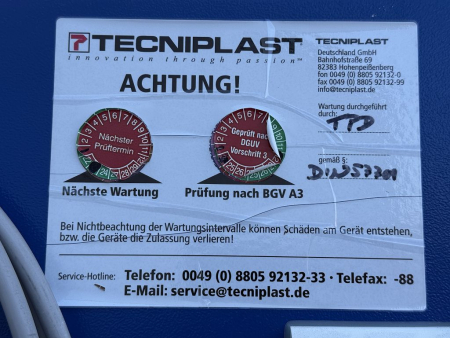 TECNIPLAST
innovation through passion™
TECNIPLAST
Deutschland GmbH
Bahnhofstraße 69
82383 Hohenpeißenberg
fon 0049 (0) 8805 92132-0
fax 0049 (0) 8805 92132-99
info@tecniplast.de
ACHTUNG!
Wartung durchgeführt
durch:
TTD
gemäß §:
DIN57701
Nächster
Prüftermin
Geprüft nach
DGUV
Vorschrift 3
Nächste Wartung
Prüfung nach BGV A3
Bei Nichtbeachtung der Wartungsintervalle können Schäden am Gerät entstehen,
bzw. die Geräte die Zulassung verlieren!
Service-Hotline:
Telefon: 0049 (0) 8805 92132-33 · Telefax: -88
E-Mail: service@tecniplast.de